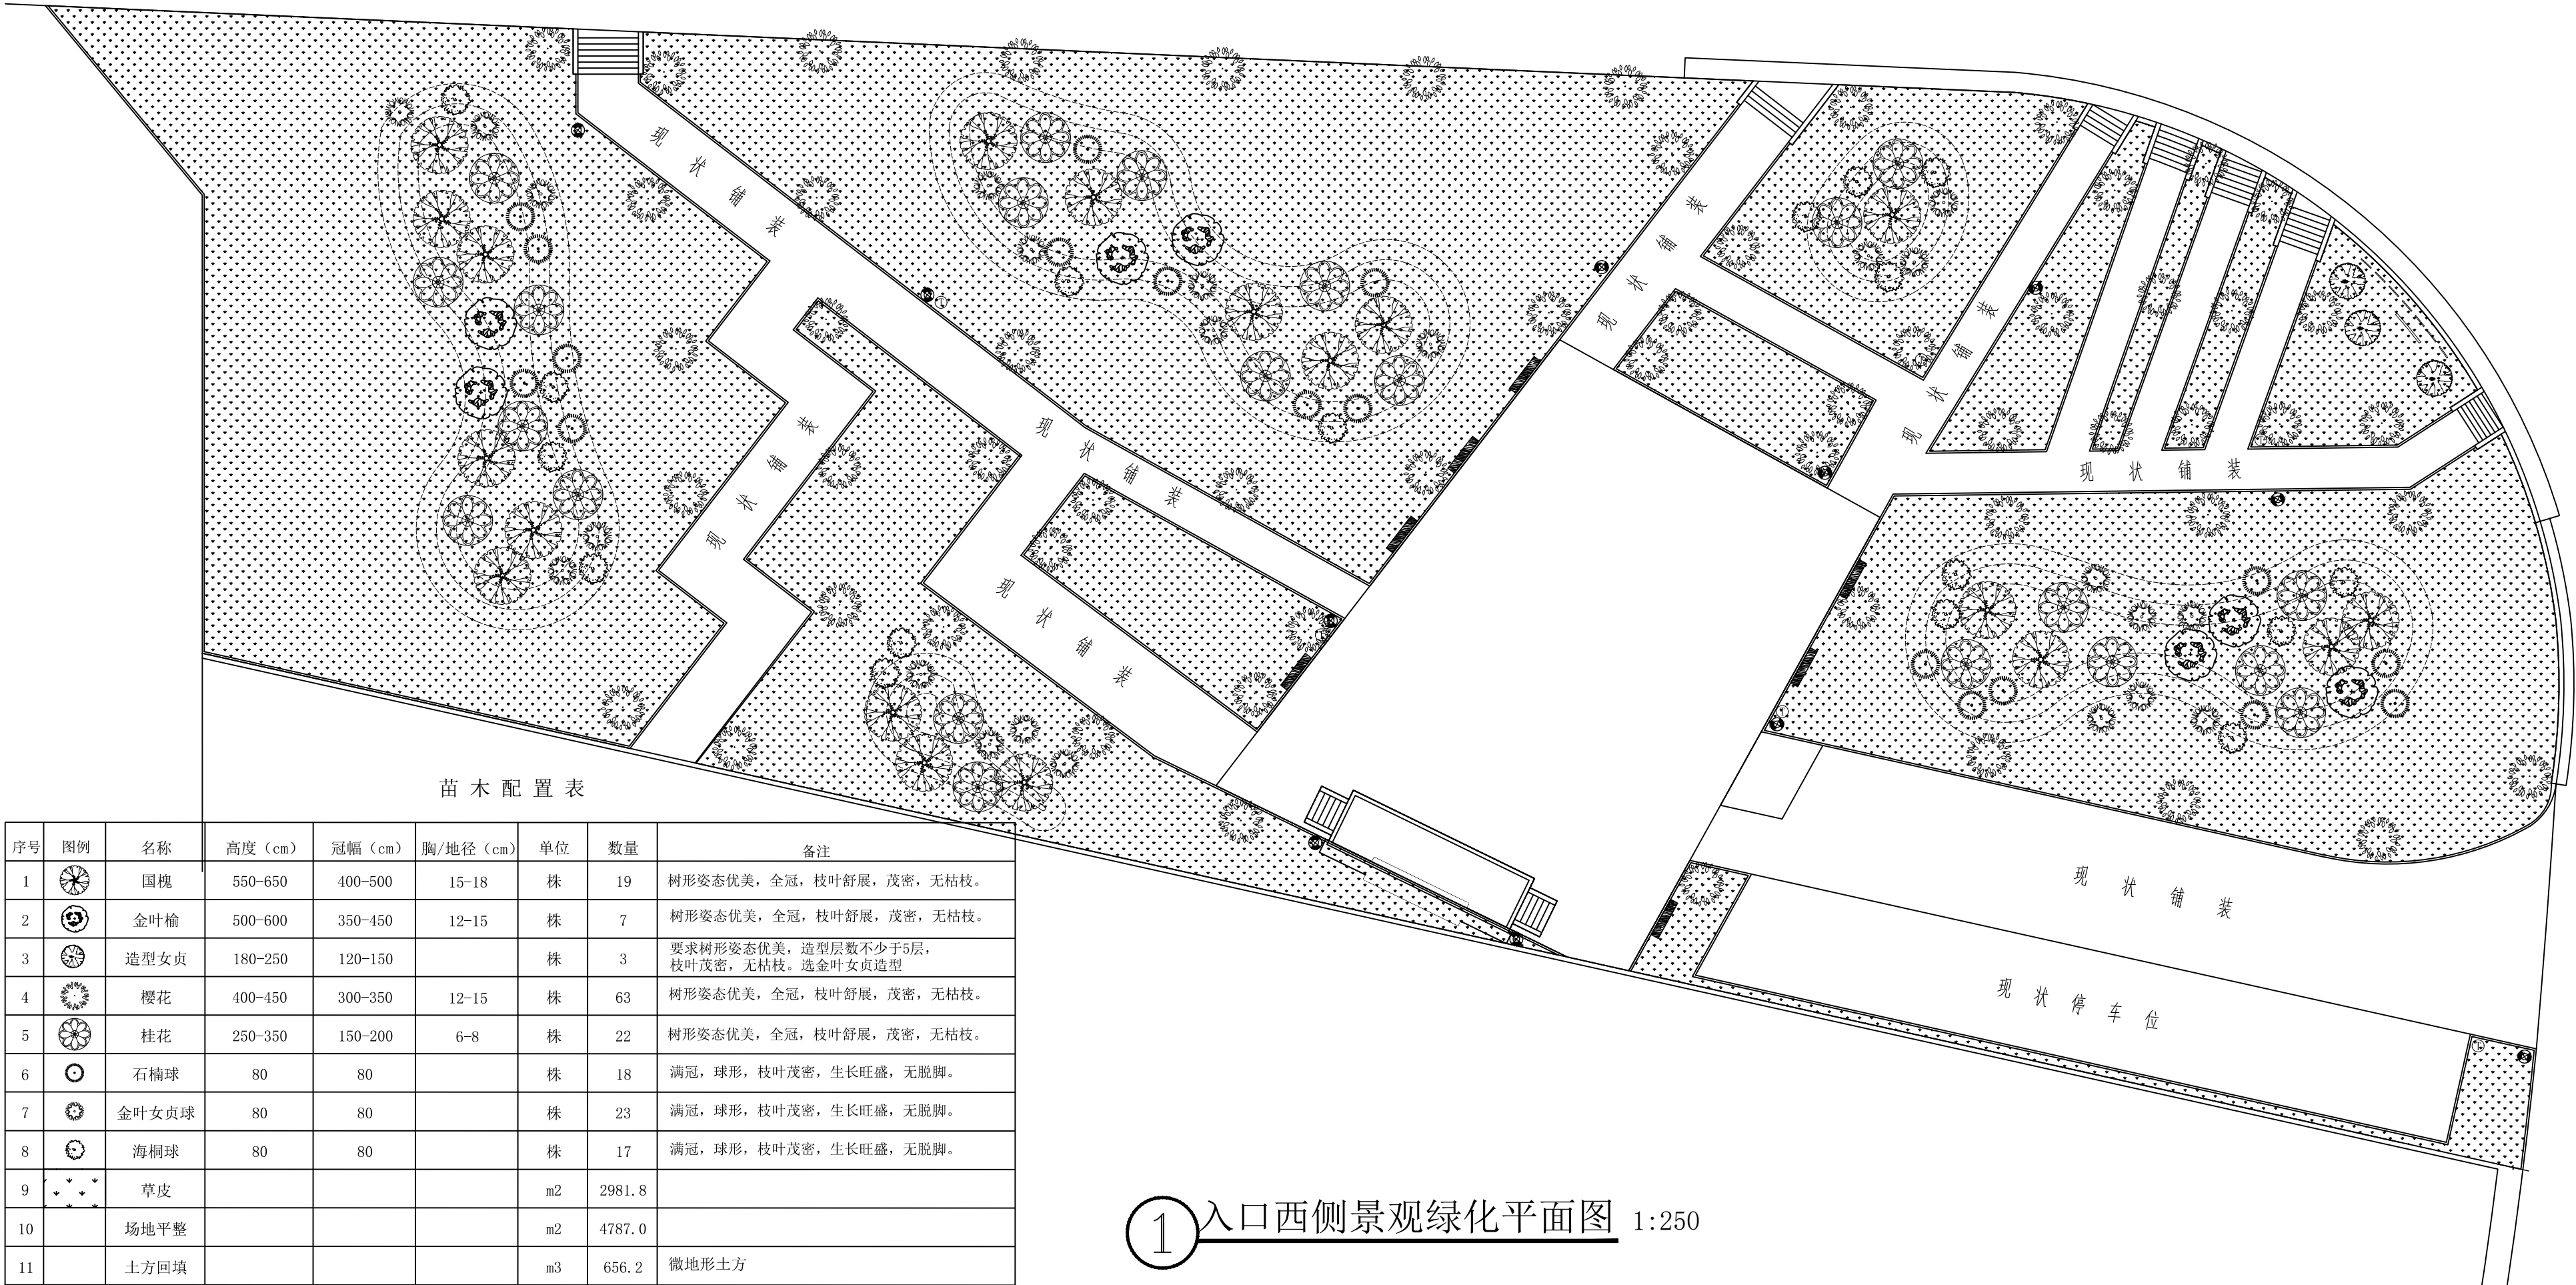 现状铺装
现状铺装
现状铺装
现状铺装
现状铺装
现状铺装
现状铺装
现状铺装
现状铺装
现状停车位
苗木配置表
序号 图例 名称 高度（cm） 冠幅（cm） 胸/地径（cm） 单位 数量 备注
1 国槐 550-650 400-500 15-18 株 19 树形姿态优美，全冠，枝叶舒展，茂密，无枯枝。
2 金叶榆 500-600 350-450 12-15 株 7 树形姿态优美，全冠，枝叶舒展，茂密，无枯枝。
3 造型女贞 180-250 120-150 株 3 要求树形姿态优美，造型层数不少于5层，
枝叶茂密，无枯枝。选金叶女贞造型
4 樱花 400-450 300-350 12-15 株 63 树形姿态优美，全冠，枝叶舒展，茂密，无枯枝。
5 桂花 250-350 150-200 6-8 株 22 树形姿态优美，全冠，枝叶舒展，茂密，无枯枝。
6 石楠球 80 80 株 18 满冠，球形，枝叶茂密，生长旺盛，无脱脚。
7 金叶女贞球 80 80 株 23 满冠，球形，枝叶茂密，生长旺盛，无脱脚。
8 海桐球 80 80 株 17 满冠，球形，枝叶茂密，生长旺盛，无脱脚。
9 草皮 m2 2981.8
10 场地平整 m2 4787.0
11 土方回填 m3 656.2 微地形土方
1 入口西侧景观绿化平面图 1:250